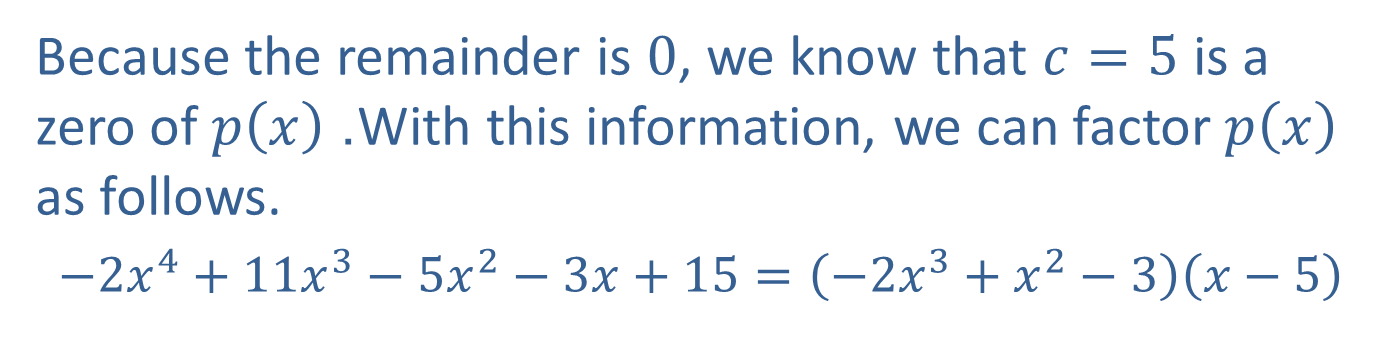 Because the remainder is 0, we know that 𝑐 = 5 is a
zero of 𝑝(𝑥) .With this information, we can factor 𝑝(𝑥)
as follows.
−2𝑥⁴ + 11𝑥³ − 5𝑥² − 3𝑥 + 15 = (−2𝑥³ + 𝑥² − 3)(𝑥 − 5)